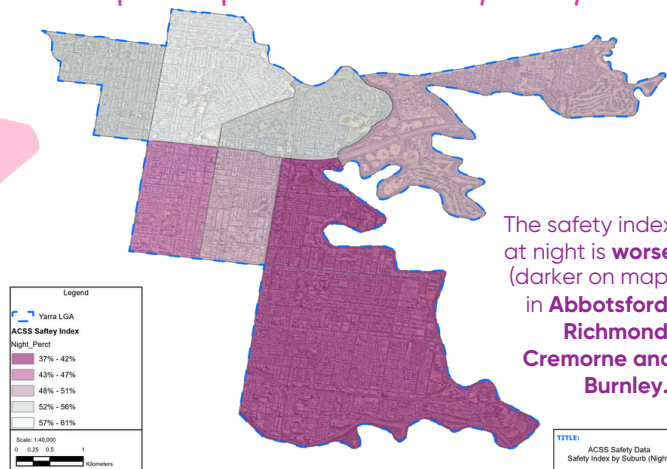 The safety index
at night is worse
(darker on map
in Abbotsford
Richmond
Cremorne and
Burnley.
Legend
Yarra LGA
ACSS Saftey Index
Night_Perct
37% - 42%
43% - 47%
48% - 51%
52% - 56%
57% - 61%
Scale: 1:40,000
0 0.25 0.5 1
Kilometers
TITLE:
ACSS Safety Data
Safety Index by Suburb (Night